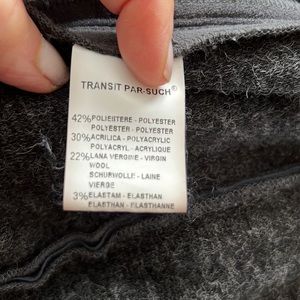 TRANSIT PAR-SUCH®
42% POLIESTERE - POLYESTER
POLYESTER - POLYESTER
30% ACRILICA - POLYACRYLIC
POLYACRYL - ACRYLIQUE
22% LANA VERGINE - VIRGIN
WOOL
SCHURWOLLE - LAINE
VIERGE
3% ELASTAM - ELASTHAN
ELASTHAN - ELASTHANNE